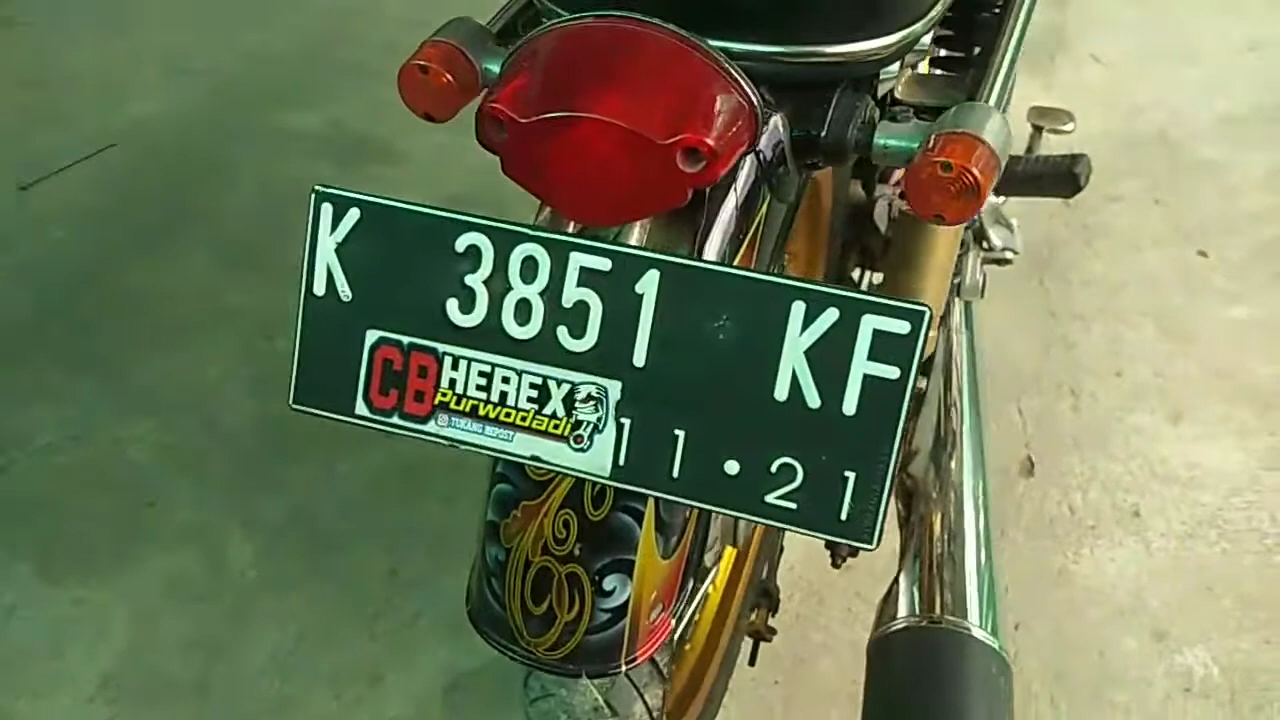 K 3851 KF
CB HEREX
Purwodadi
TUKANG REPOST
11•21